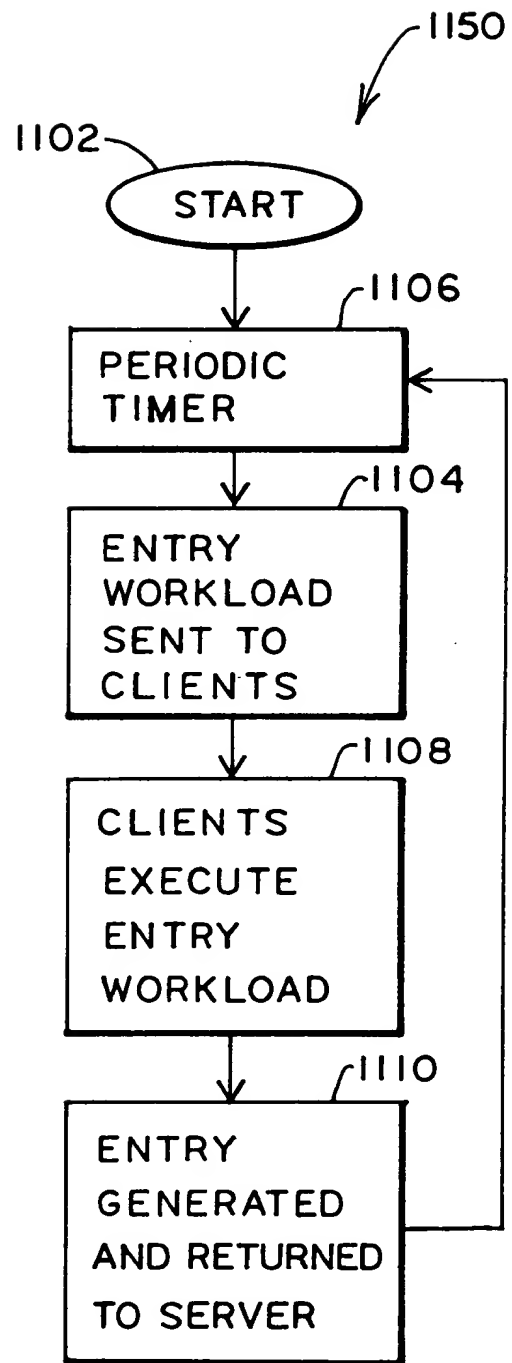 1150
1102
START
1106
PERIODIC
TIMER
1104
ENTRY
WORKLOAD
SENT TO
CLIENTS
1108
CLIENTS
EXECUTE
ENTRY
WORKLOAD
1110
ENTRY
GENERATED
AND RETURNED
TO SERVER